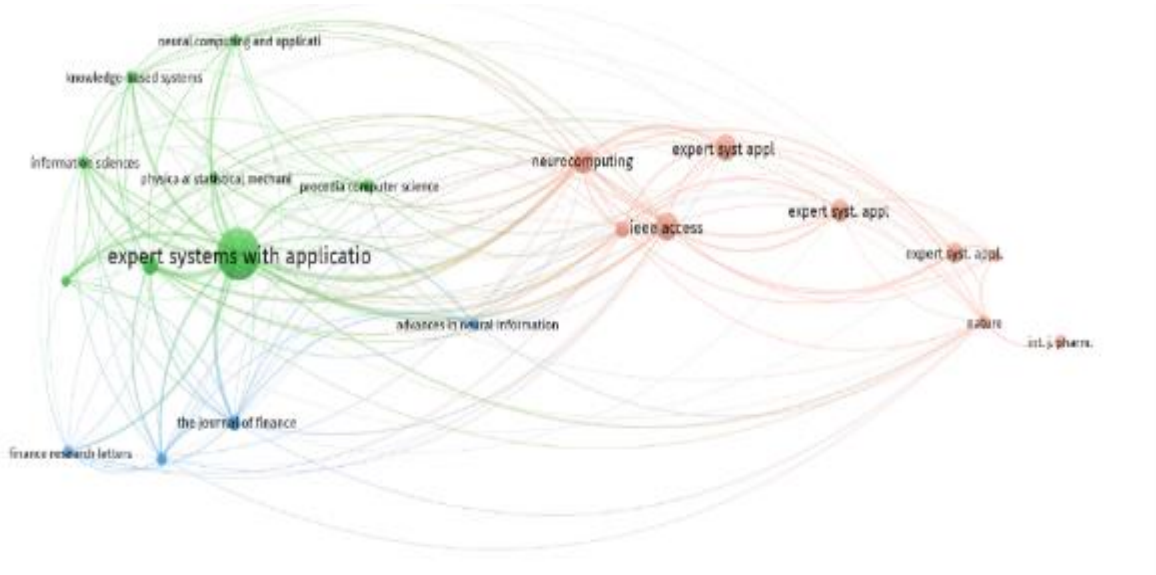 neural computing and applicati
knowledge-based systems
information sciences
physica a: statistical mechani
procedia computer science
neurocomputing
expert syst appl
expert syst. appl
ieee access
expert systems with applicatio
expert syst. appl.
advances in neural information
nature
int. j. pharm.
the journal of finance
finance research letters